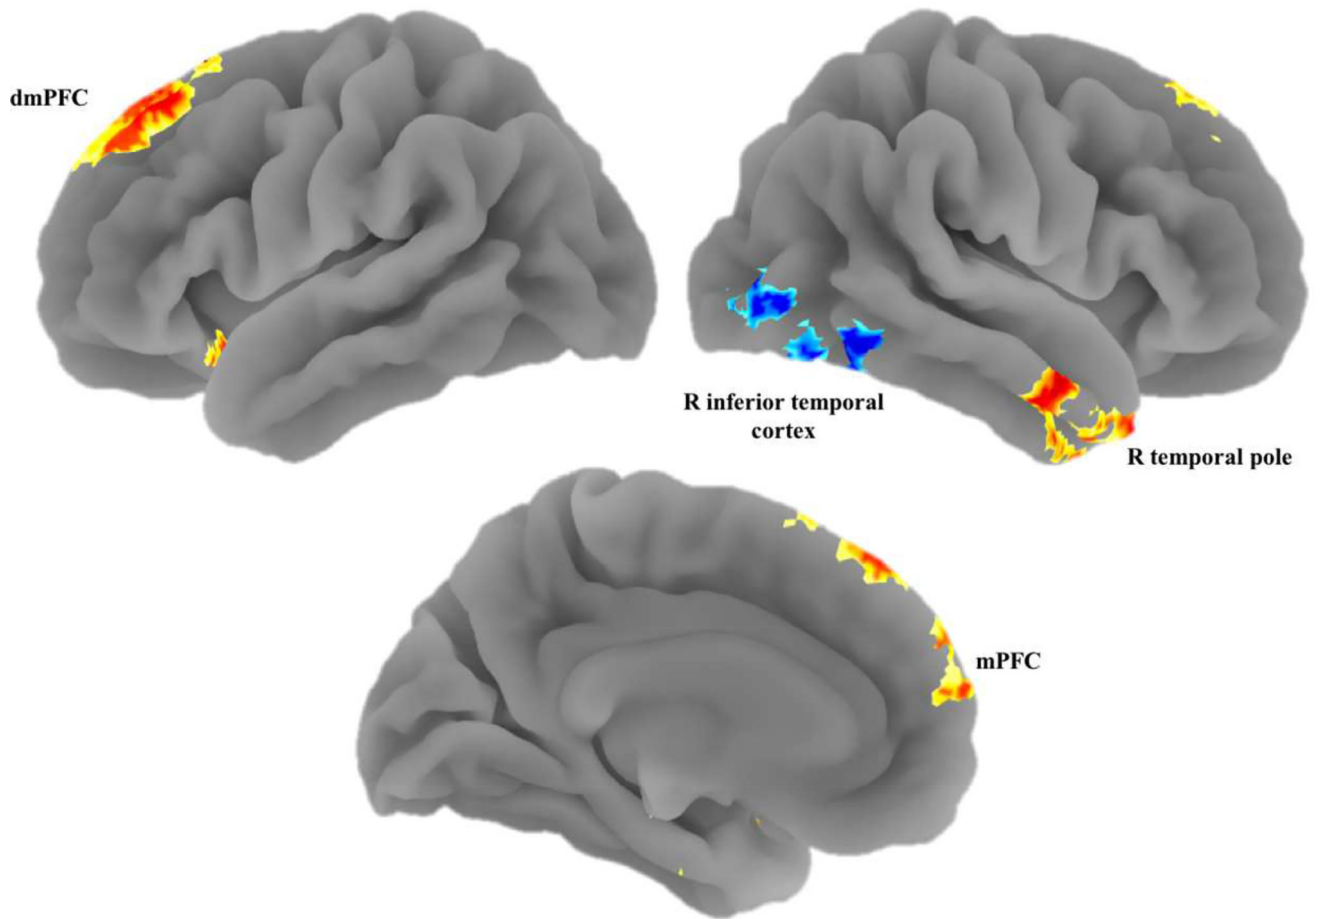 dmPFC
R inferior temporal
cortex
R temporal pole
mPFC